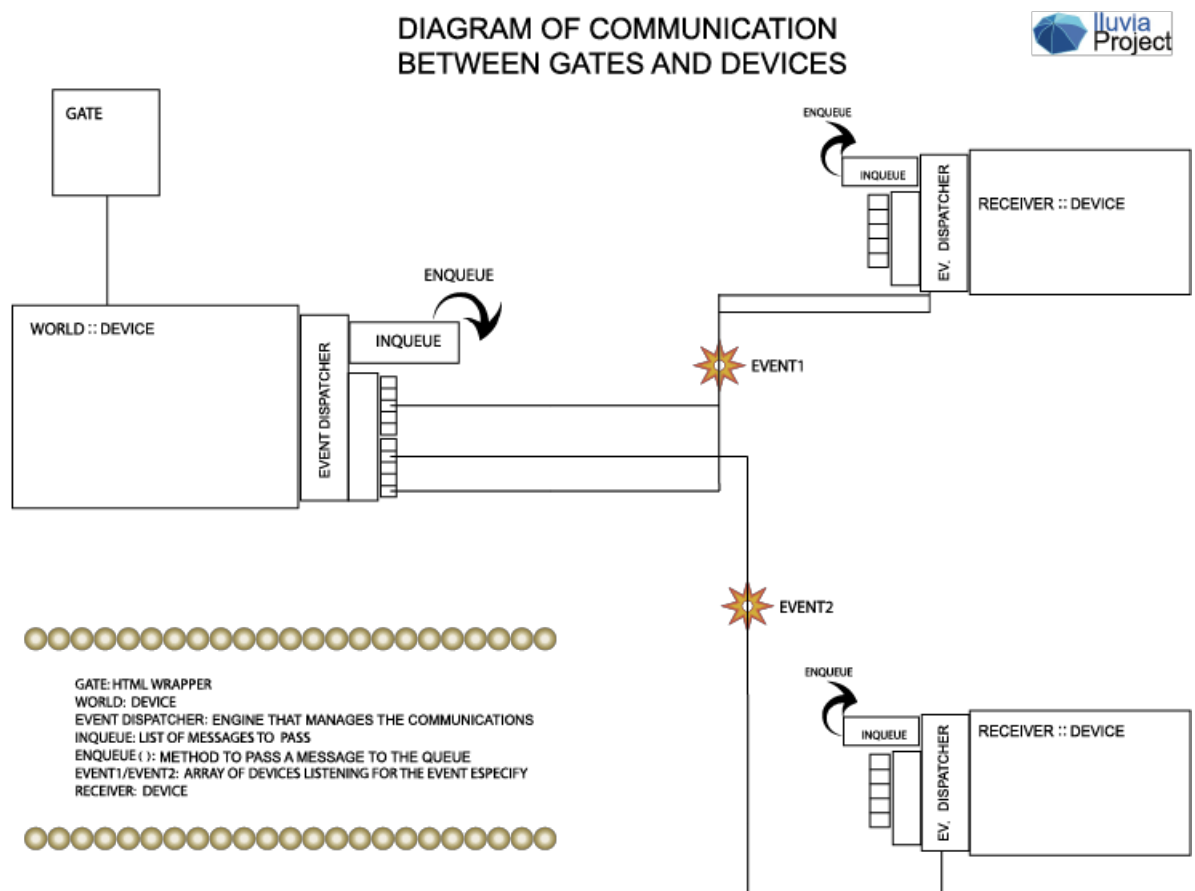 DIAGRAM OF COMMUNICATION
BETWEEN GATES AND DEVICES
lluvia
Project
GATE
ENQUEUE
INQUEUE
EV. DISPATCHER
RECEIVER :: DEVICE
ENQUEUE
WORLD :: DEVICE
INQUEUE
EVENT DISPATCHER
EVENT1
EVENT2
GATE: HTML WRAPPER
WORLD: DEVICE
EVENT DISPATCHER: ENGINE THAT MANAGES THE COMMUNICATIONS
INQUEUE: LIST OF MESSAGES TO PASS
ENQUEUE ( ): METHOD TO PASS A MESSAGE TO THE QUEUE
EVENT1/EVENT2: ARRAY OF DEVICES LISTENING FOR THE EVENT ESPECIFY
RECEIVER: DEVICE
ENQUEUE
INQUEUE
EV. DISPATCHER
RECEIVER :: DEVICE